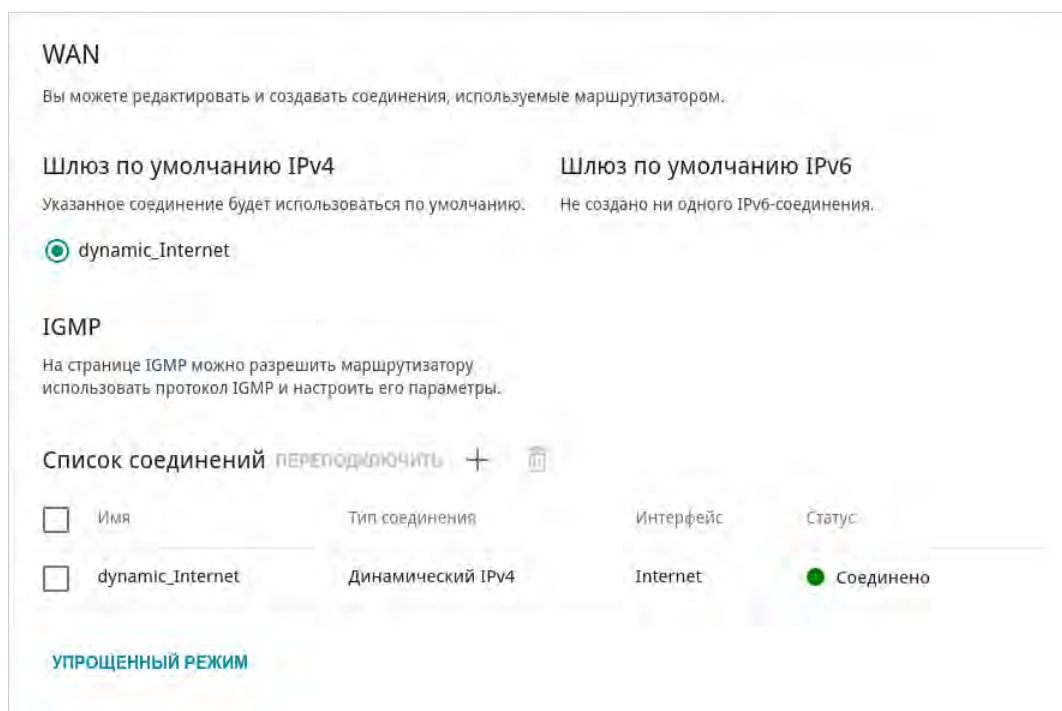 WAN
Вы можете редактировать и создавать соединения, используемые маршрутизатором.
Шлюз по умолчанию IPv4
Указанное соединение будет использоваться по умолчанию.
dynamic_Internet
Шлюз по умолчанию IPv6
Не создано ни одного IPv6-соединения.
IGMP
На странице IGMP можно разрешить маршрутизатору
использовать протокол IGMP и настроить его параметры.
Список соединений ПЕРЕПОДКЛЮЧИТЬ
Имя Тип соединения Интерфейс Статус
dynamic_Internet Динамический IPv4 Internet Соединено
УПРОЩЕННЫЙ РЕЖИМ